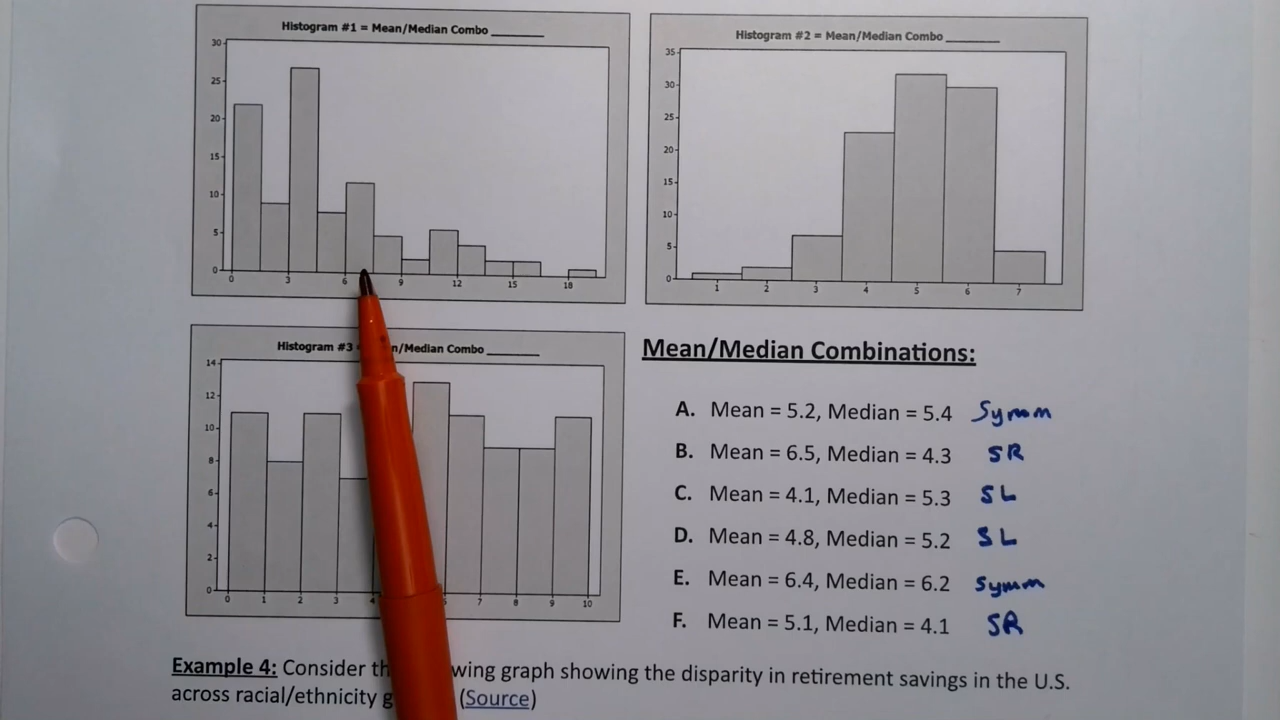 Histogram #1 = Mean/Median Combo ________
30
25
20
15
10
5
0
0 3 6 9 12 15 18
Histogram #2 = Mean/Median Combo ________
35
30
25
20
15
10
5
0
1 2 3 4 5 6 7
Histogram #3 n/Median Combo ________
14
12
10
8
6
4
2
0
0 1 2 3 4 7 8 9 10
Mean/Median Combinations:
A. Mean = 5.2, Median = 5.4 Symm
B. Mean = 6.5, Median = 4.3 SR
C. Mean = 4.1, Median = 5.3 SL
D. Mean = 4.8, Median = 5.2 SL
E. Mean = 6.4, Median = 6.2 Symm
F. Mean = 5.1, Median = 4.1 SR
Example 4: Consider th wing graph showing the disparity in retirement savings in the U.S.
across racial/ethnicity g (Source)